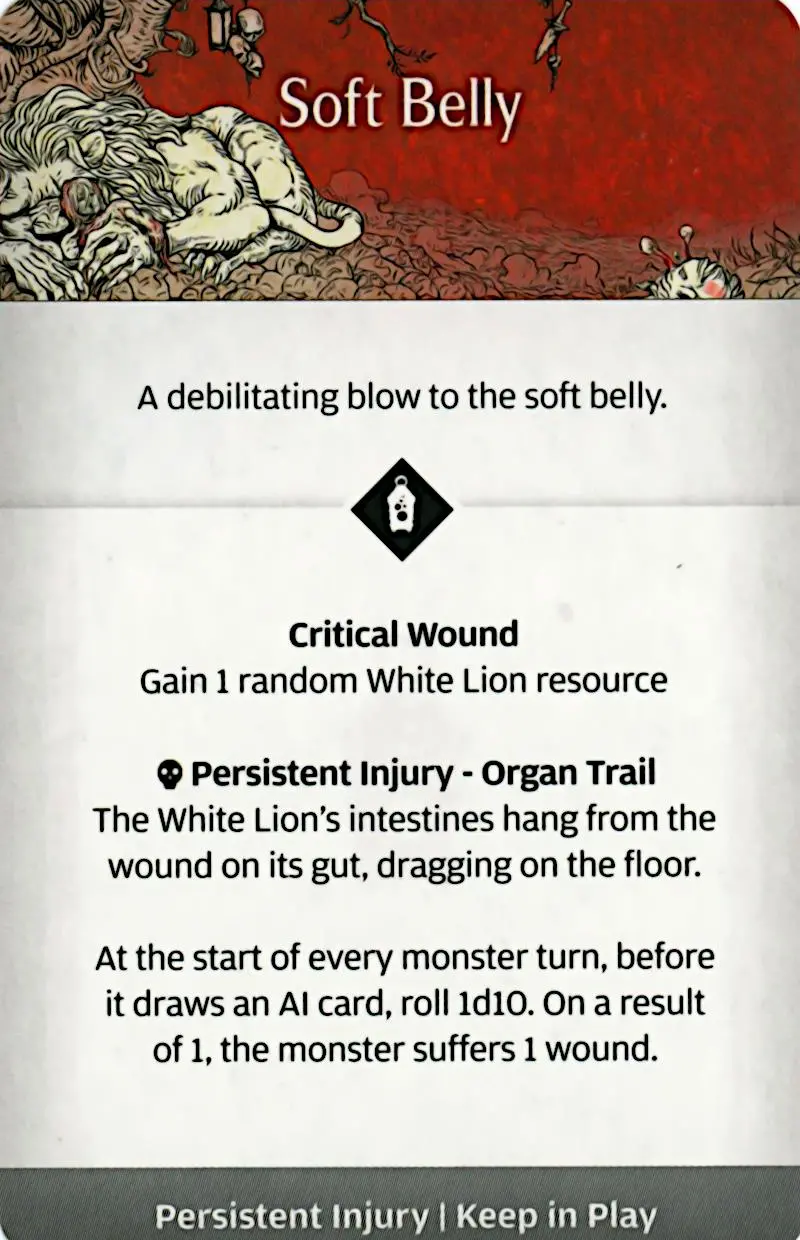 Soft Belly
A debilitating blow to the soft belly.
Critical Wound
Gain 1 random White Lion resource
Persistent Injury - Organ Trail
The White Lion's intestines hang from the
wound on its gut, dragging on the floor.
At the start of every monster turn, before
it draws an AI card, roll 1d10. On a result
of 1, the monster suffers 1 wound.
Persistent Injury | Keep in Play